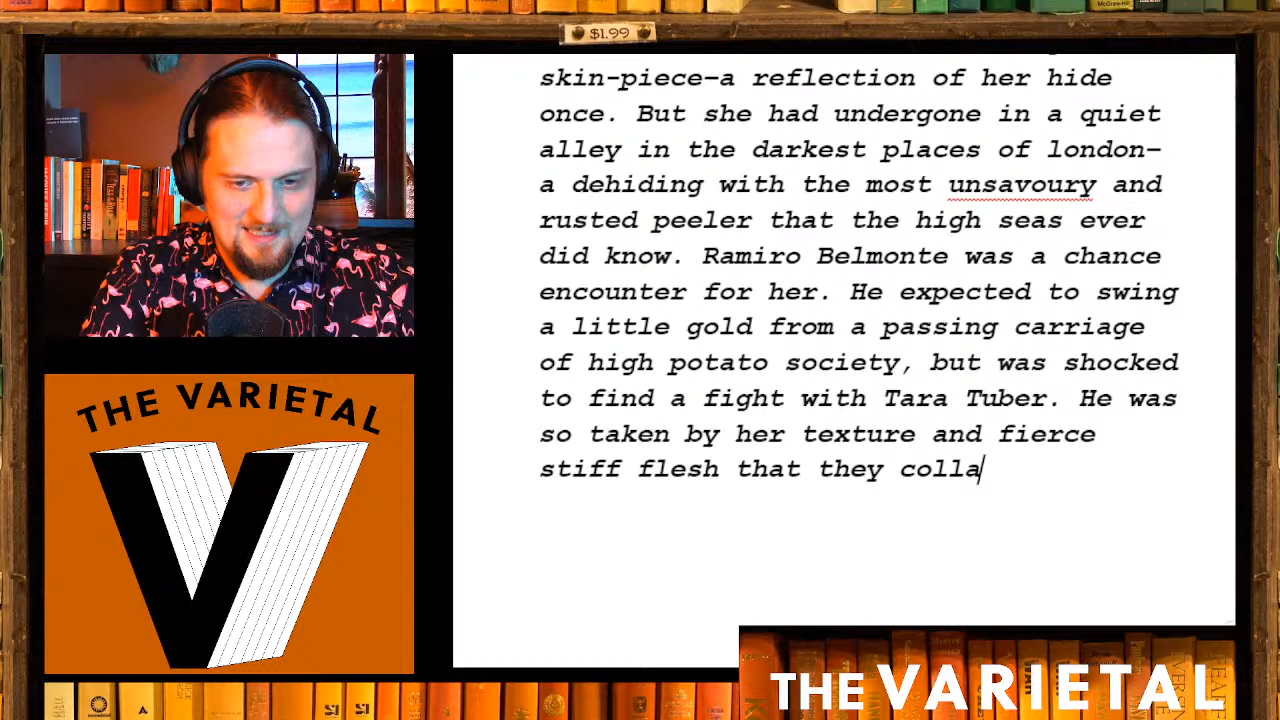 McGraw-Hill
$1.99
skin-piece—a reflection of her hide
once. But she had undergone in a quiet
alley in the darkest places of london—
a dehiding with the most unsavoury and
rusted peeler that the high seas ever
did know. Ramiro Belmonte was a chance
encounter for her. He expected to swing
a little gold from a passing carriage
of high potato society, but was shocked
to find a fight with Tara Tuber. He was
so taken by her texture and fierce
stiff flesh that they colla
THE VARIETAL
THE VARIETAL